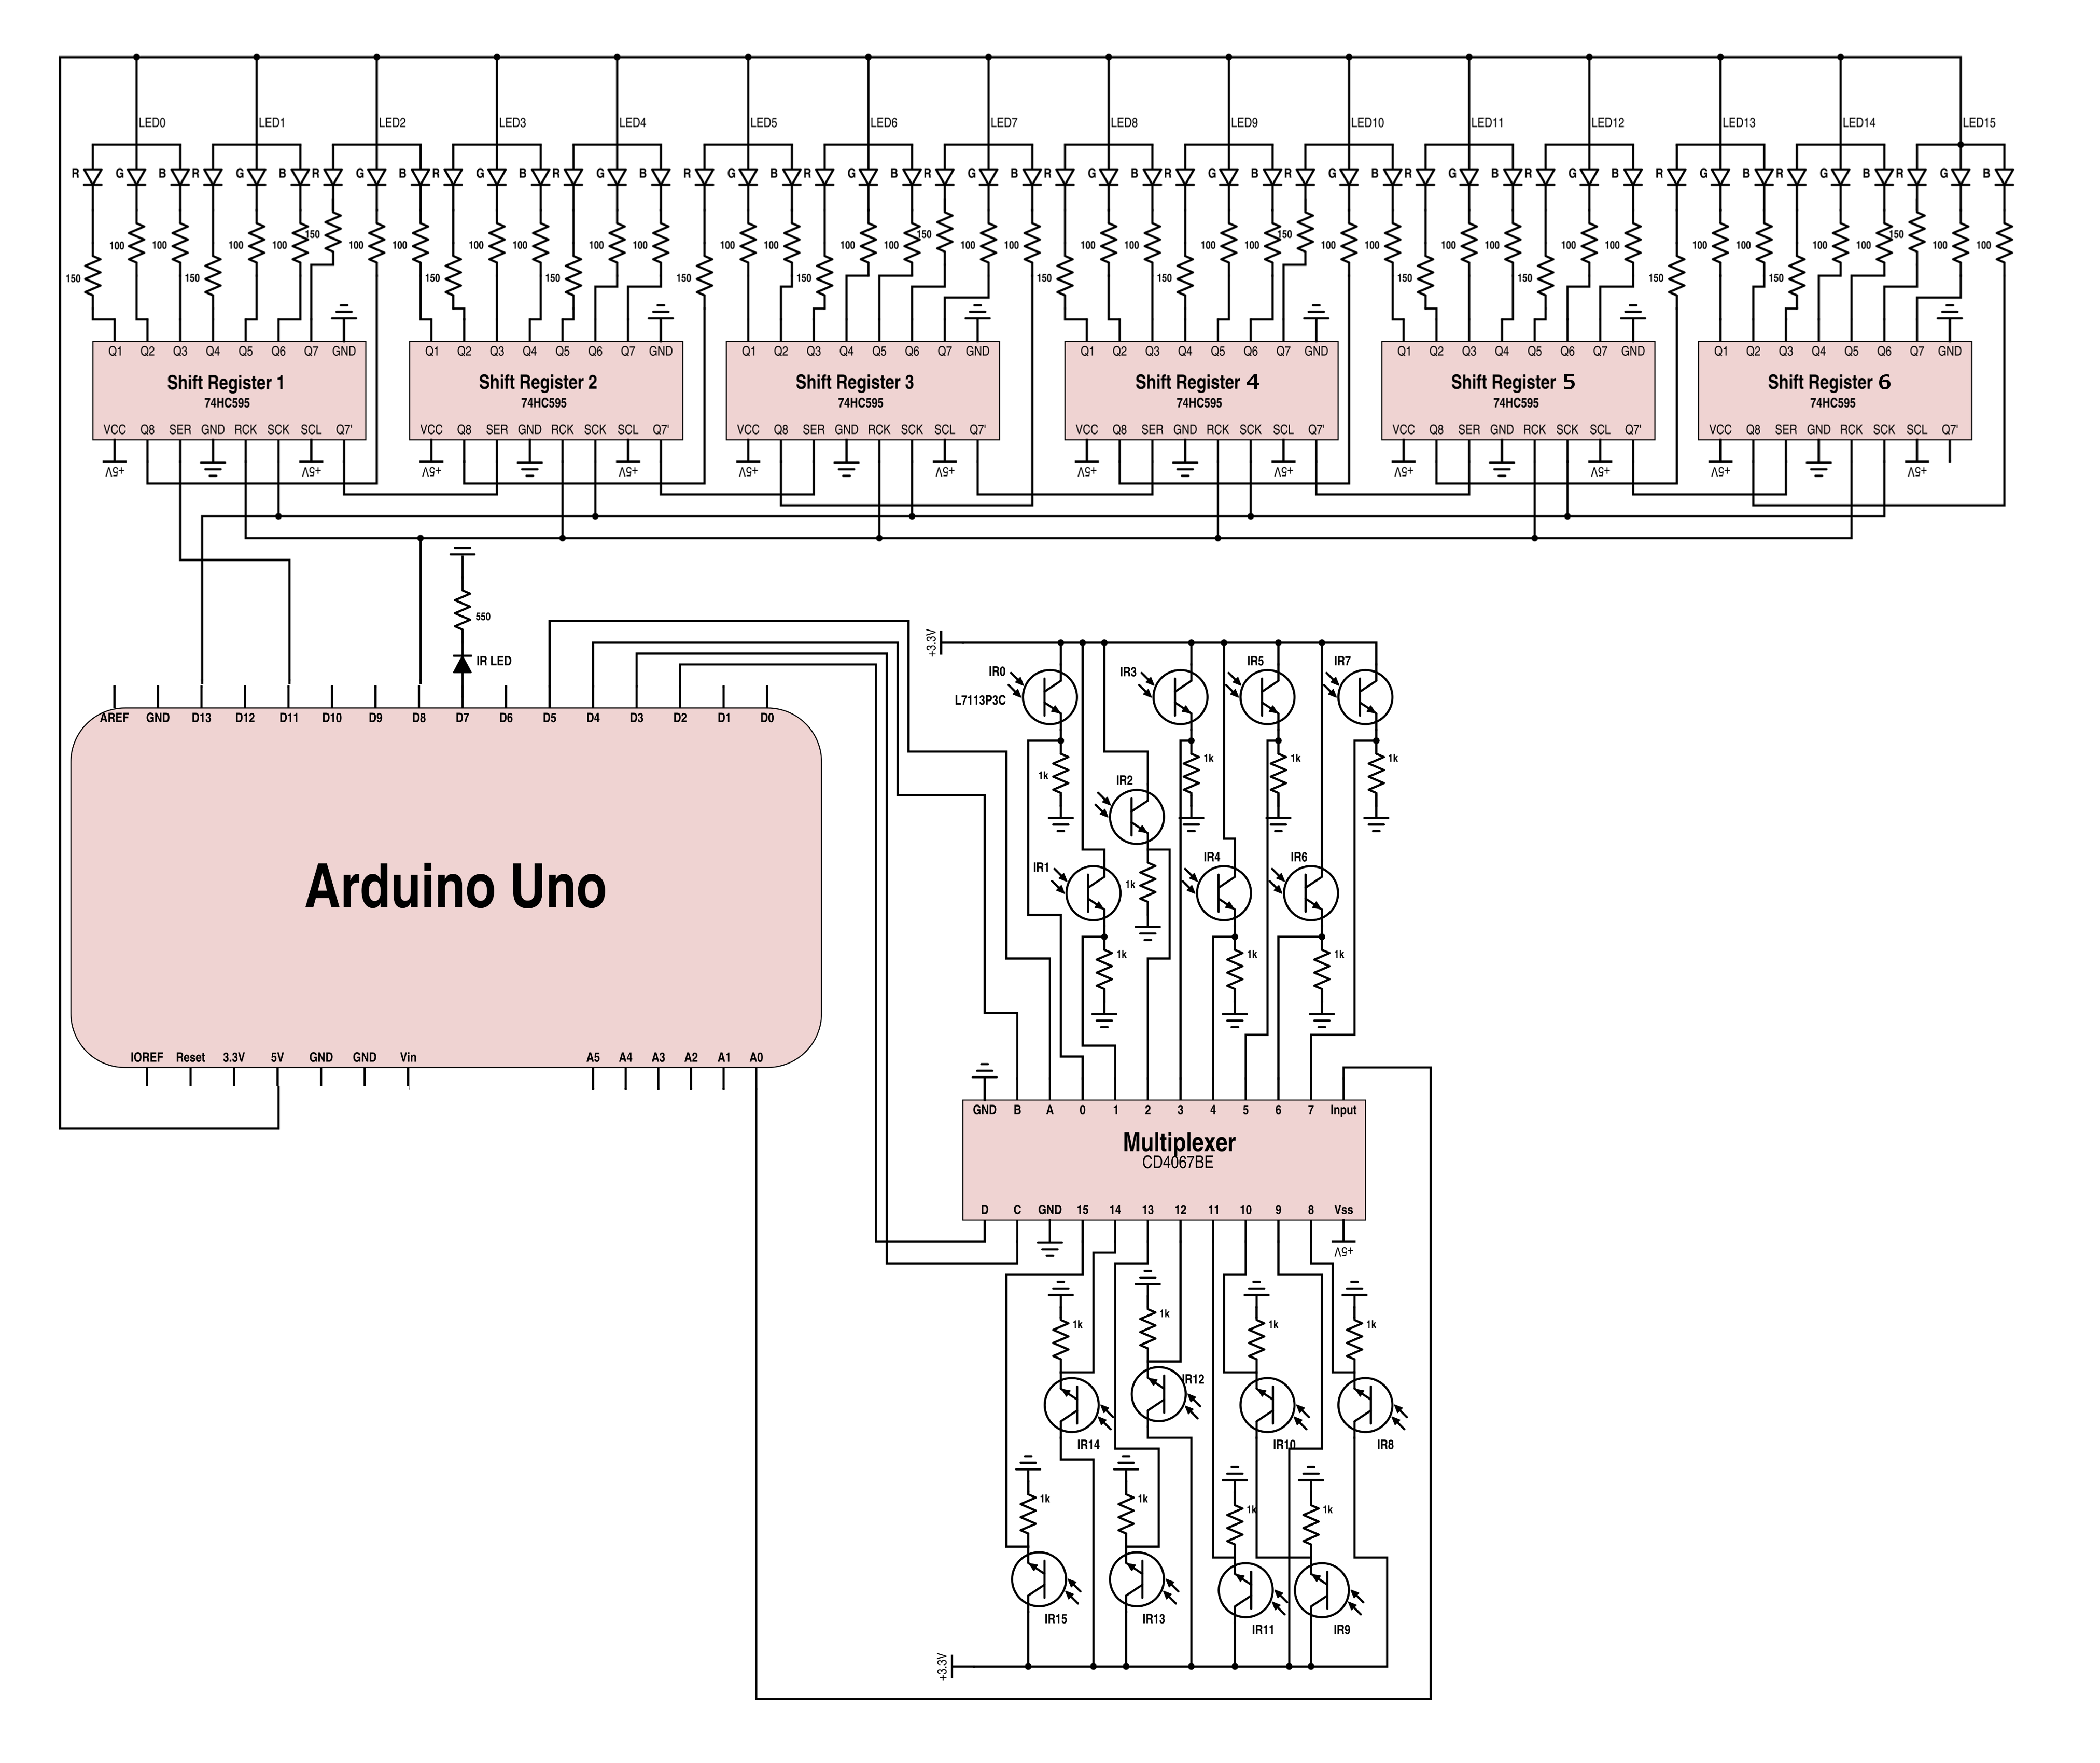 LED0 LED1 LED2 LED3 LED4 LED5 LED6 LED7 LED8 LED9 LED10 LED11 LED12 LED13 LED14 LED15
R G B R G B R G B R G B R G B R G B R G B R G B R G B R G B R G B R G B R G B R G B R G B R G B
150 100 100 150 100 100 150 100 100 150 100 100 150 100 100 150 100 100 150 100 100 150 100 100 150 100 100 150 100 100 150 100 100 150 100 100 150 100 100 150 100 100 150 100 100 150 100 100
Q1 Q2 Q3 Q4 Q5 Q6 Q7 GND Q1 Q2 Q3 Q4 Q5 Q6 Q7 GND Q1 Q2 Q3 Q4 Q5 Q6 Q7 GND Q1 Q2 Q3 Q4 Q5 Q6 Q7 GND Q1 Q2 Q3 Q4 Q5 Q6 Q7 GND Q1 Q2 Q3 Q4 Q5 Q6 Q7 GND
Shift Register 1 Shift Register 2 Shift Register 3 Shift Register 4 Shift Register 5 Shift Register 6
74HC595 74HC595 74HC595 74HC595 74HC595 74HC595
VCC Q8 SER GND RCK SCK SCL Q7' VCC Q8 SER GND RCK SCK SCL Q7' VCC Q8 SER GND RCK SCK SCL Q7' VCC Q8 SER GND RCK SCK SCL Q7' VCC Q8 SER GND RCK SCK SCL Q7' VCC Q8 SER GND RCK SCK SCL Q7'
+5V +5V +5V +5V +5V +5V +5V +5V +5V +5V +5V +5V
550
IR LED
AREF GND D13 D12 D11 D10 D9 D8 D7 D6 D5 D4 D3 D2 D1 D0
Arduino Uno
IOREF Reset 3.3V 5V GND GND Vin A5 A4 A3 A2 A1 A0
+3.3V
IR0 IR3 IR5 IR7
L7113P3C
1k 1k 1k 1k
IR2
IR1 1k IR4 IR6
1k 1k 1k
GND B A 0 1 2 3 4 5 6 7 Input
Multiplexer
CD4067BE
D C GND 15 14 13 12 11 10 9 8 Vss
+5V
1k 1k 1k 1k
IR12
IR14 IR10 IR8
1k 1k 1k 1k
IR15 IR13 IR11 IR9
+3.3V